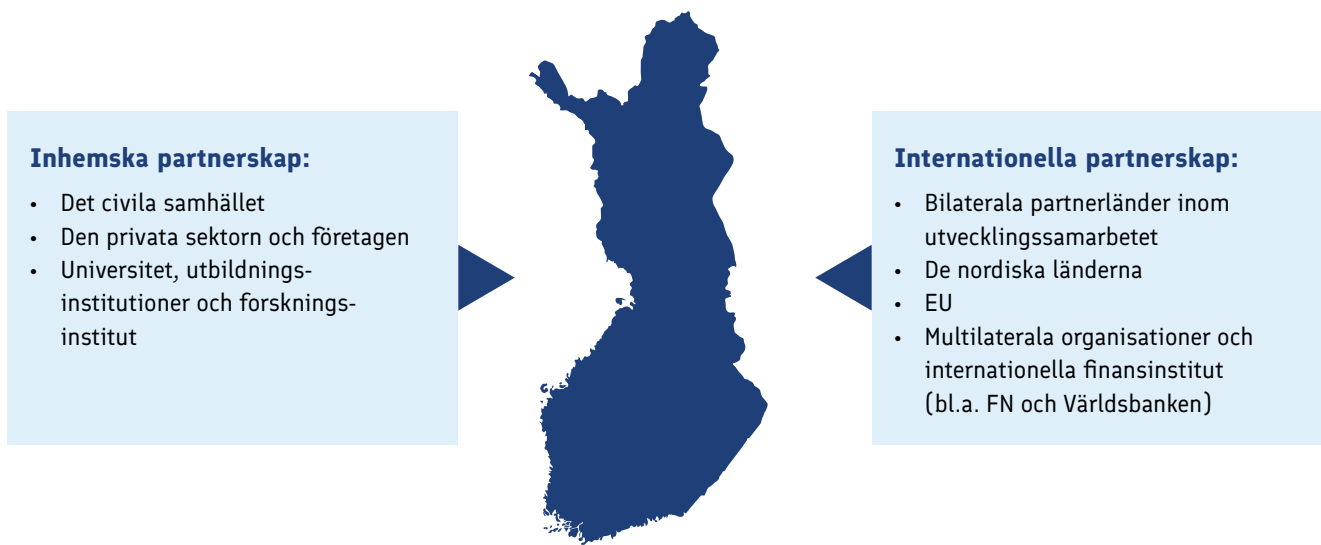 Inhemska partnerskap:
• Det civila samhället
• Den privata sektorn och företagen
• Universitet, utbildnings-
institutioner och forsknings-
institut
Internationella partnerskap:
• Bilaterala partnerländer inom
utvecklingssamarbetet
• De nordiska länderna
• EU
• Multilaterala organisationer och
internationella finansinstitut
(bl.a. FN och Världsbanken)